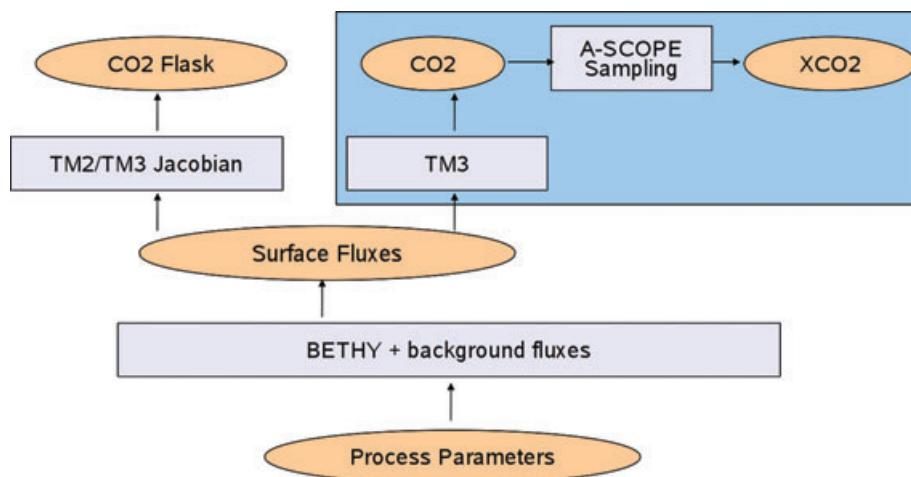 CO2 Flask
CO2
A-SCOPE
Sampling
XCO2
TM2/TM3 Jacobian
TM3
Surface Fluxes
BETHY + background fluxes
Process Parameters